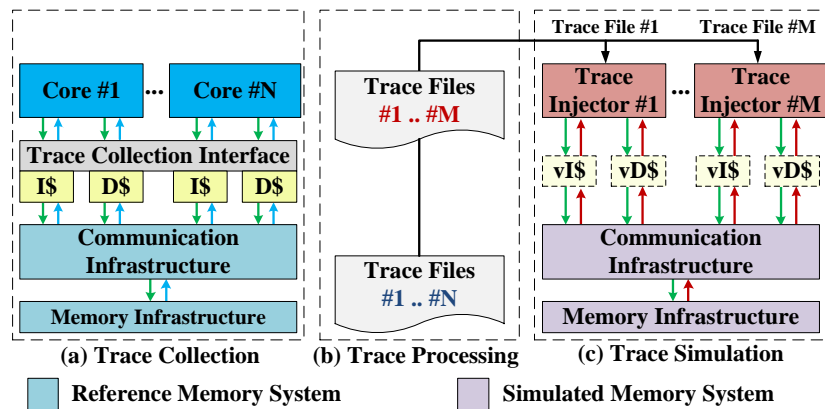 Trace File #1 Trace File #M
Core #1 ... Core #N
Trace Collection Interface
I$ D$ I$ D$
Communication
Infrastructure
Memory Infrastructure
(a) Trace Collection
Trace Files
#1 .. #M
Trace Files
#1 .. #N
(b) Trace Processing
Trace
Injector #1
...
Trace
Injector #M
vI$ vD$ vI$ vD$
Communication
Infrastructure
Memory Infrastructure
(c) Trace Simulation
Reference Memory System
Simulated Memory System